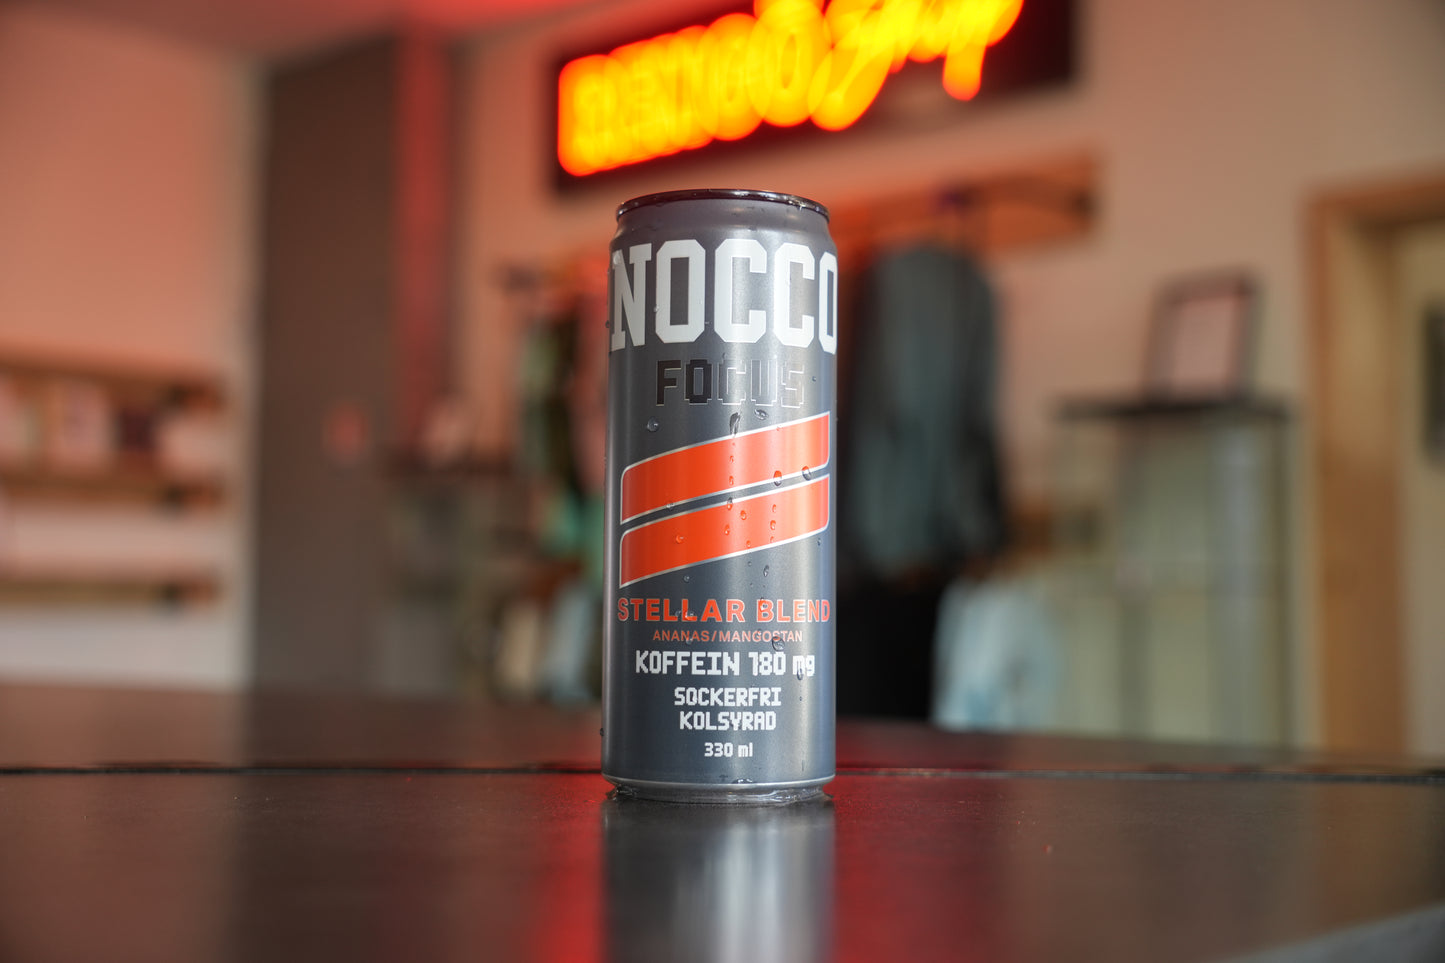 NOCCO
FOCUS
STELLAR BLEND
ANANAS/MANGOSTAN
KOFFEIN 180 mg
SOCKERFRI
KOLSYRAD
330 ml